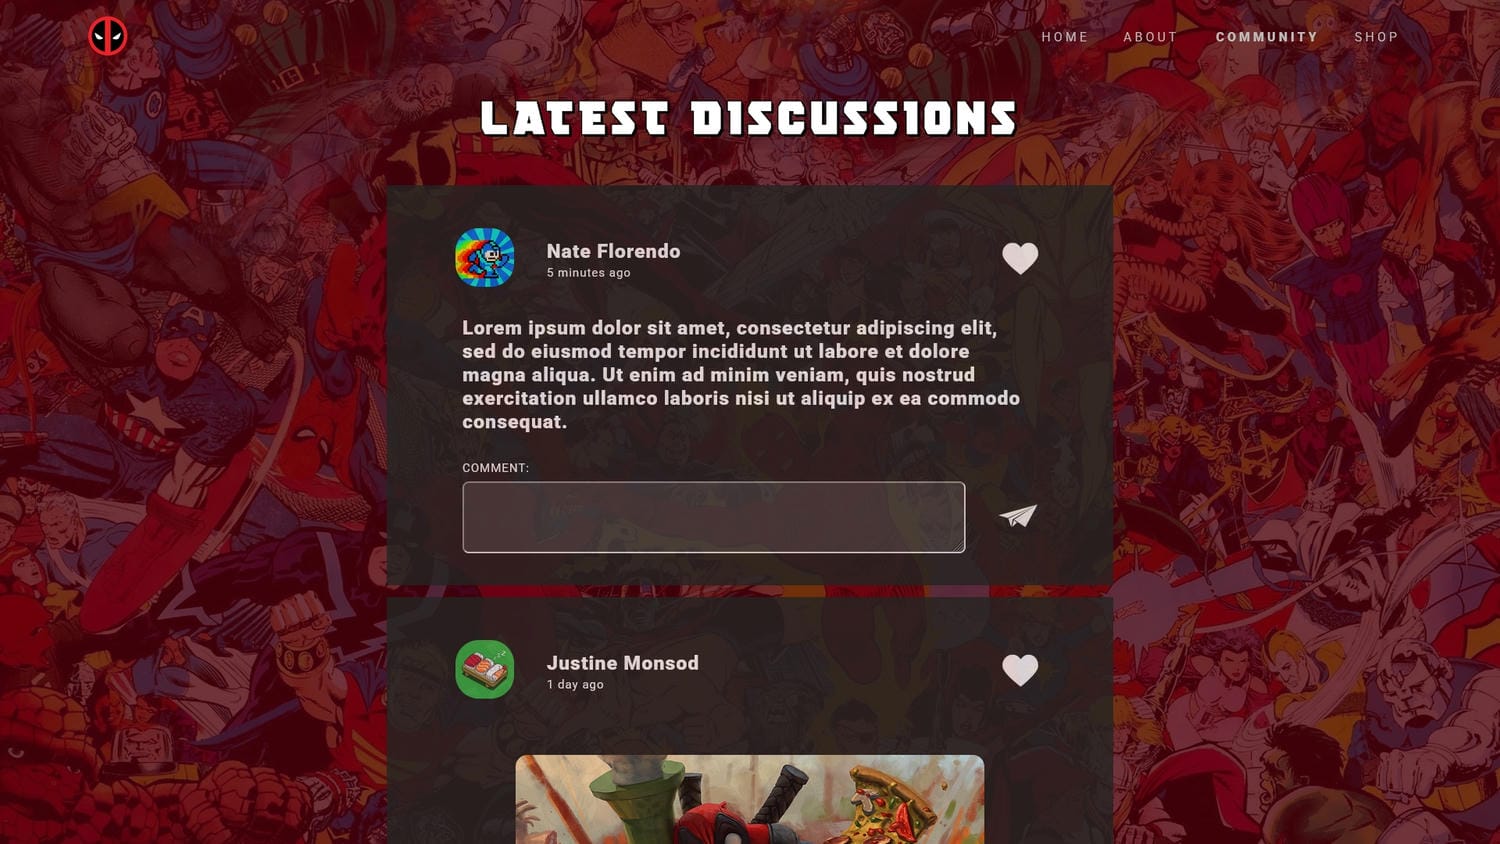 HOME ABOUT COMMUNITY SHOP
LATEST DISCUSSIONS
Nate Florendo
5 minutes ago
Lorem ipsum dolor sit amet, consectetur adipiscing elit,
sed do eiusmod tempor incididunt ut labore et dolore
magna aliqua. Ut enim ad minim veniam, quis nostrud
exercitation ullamco laboris nisi ut aliquip ex ea commodo
consequat.
COMMENT:
Justine Monsod
1 day ago